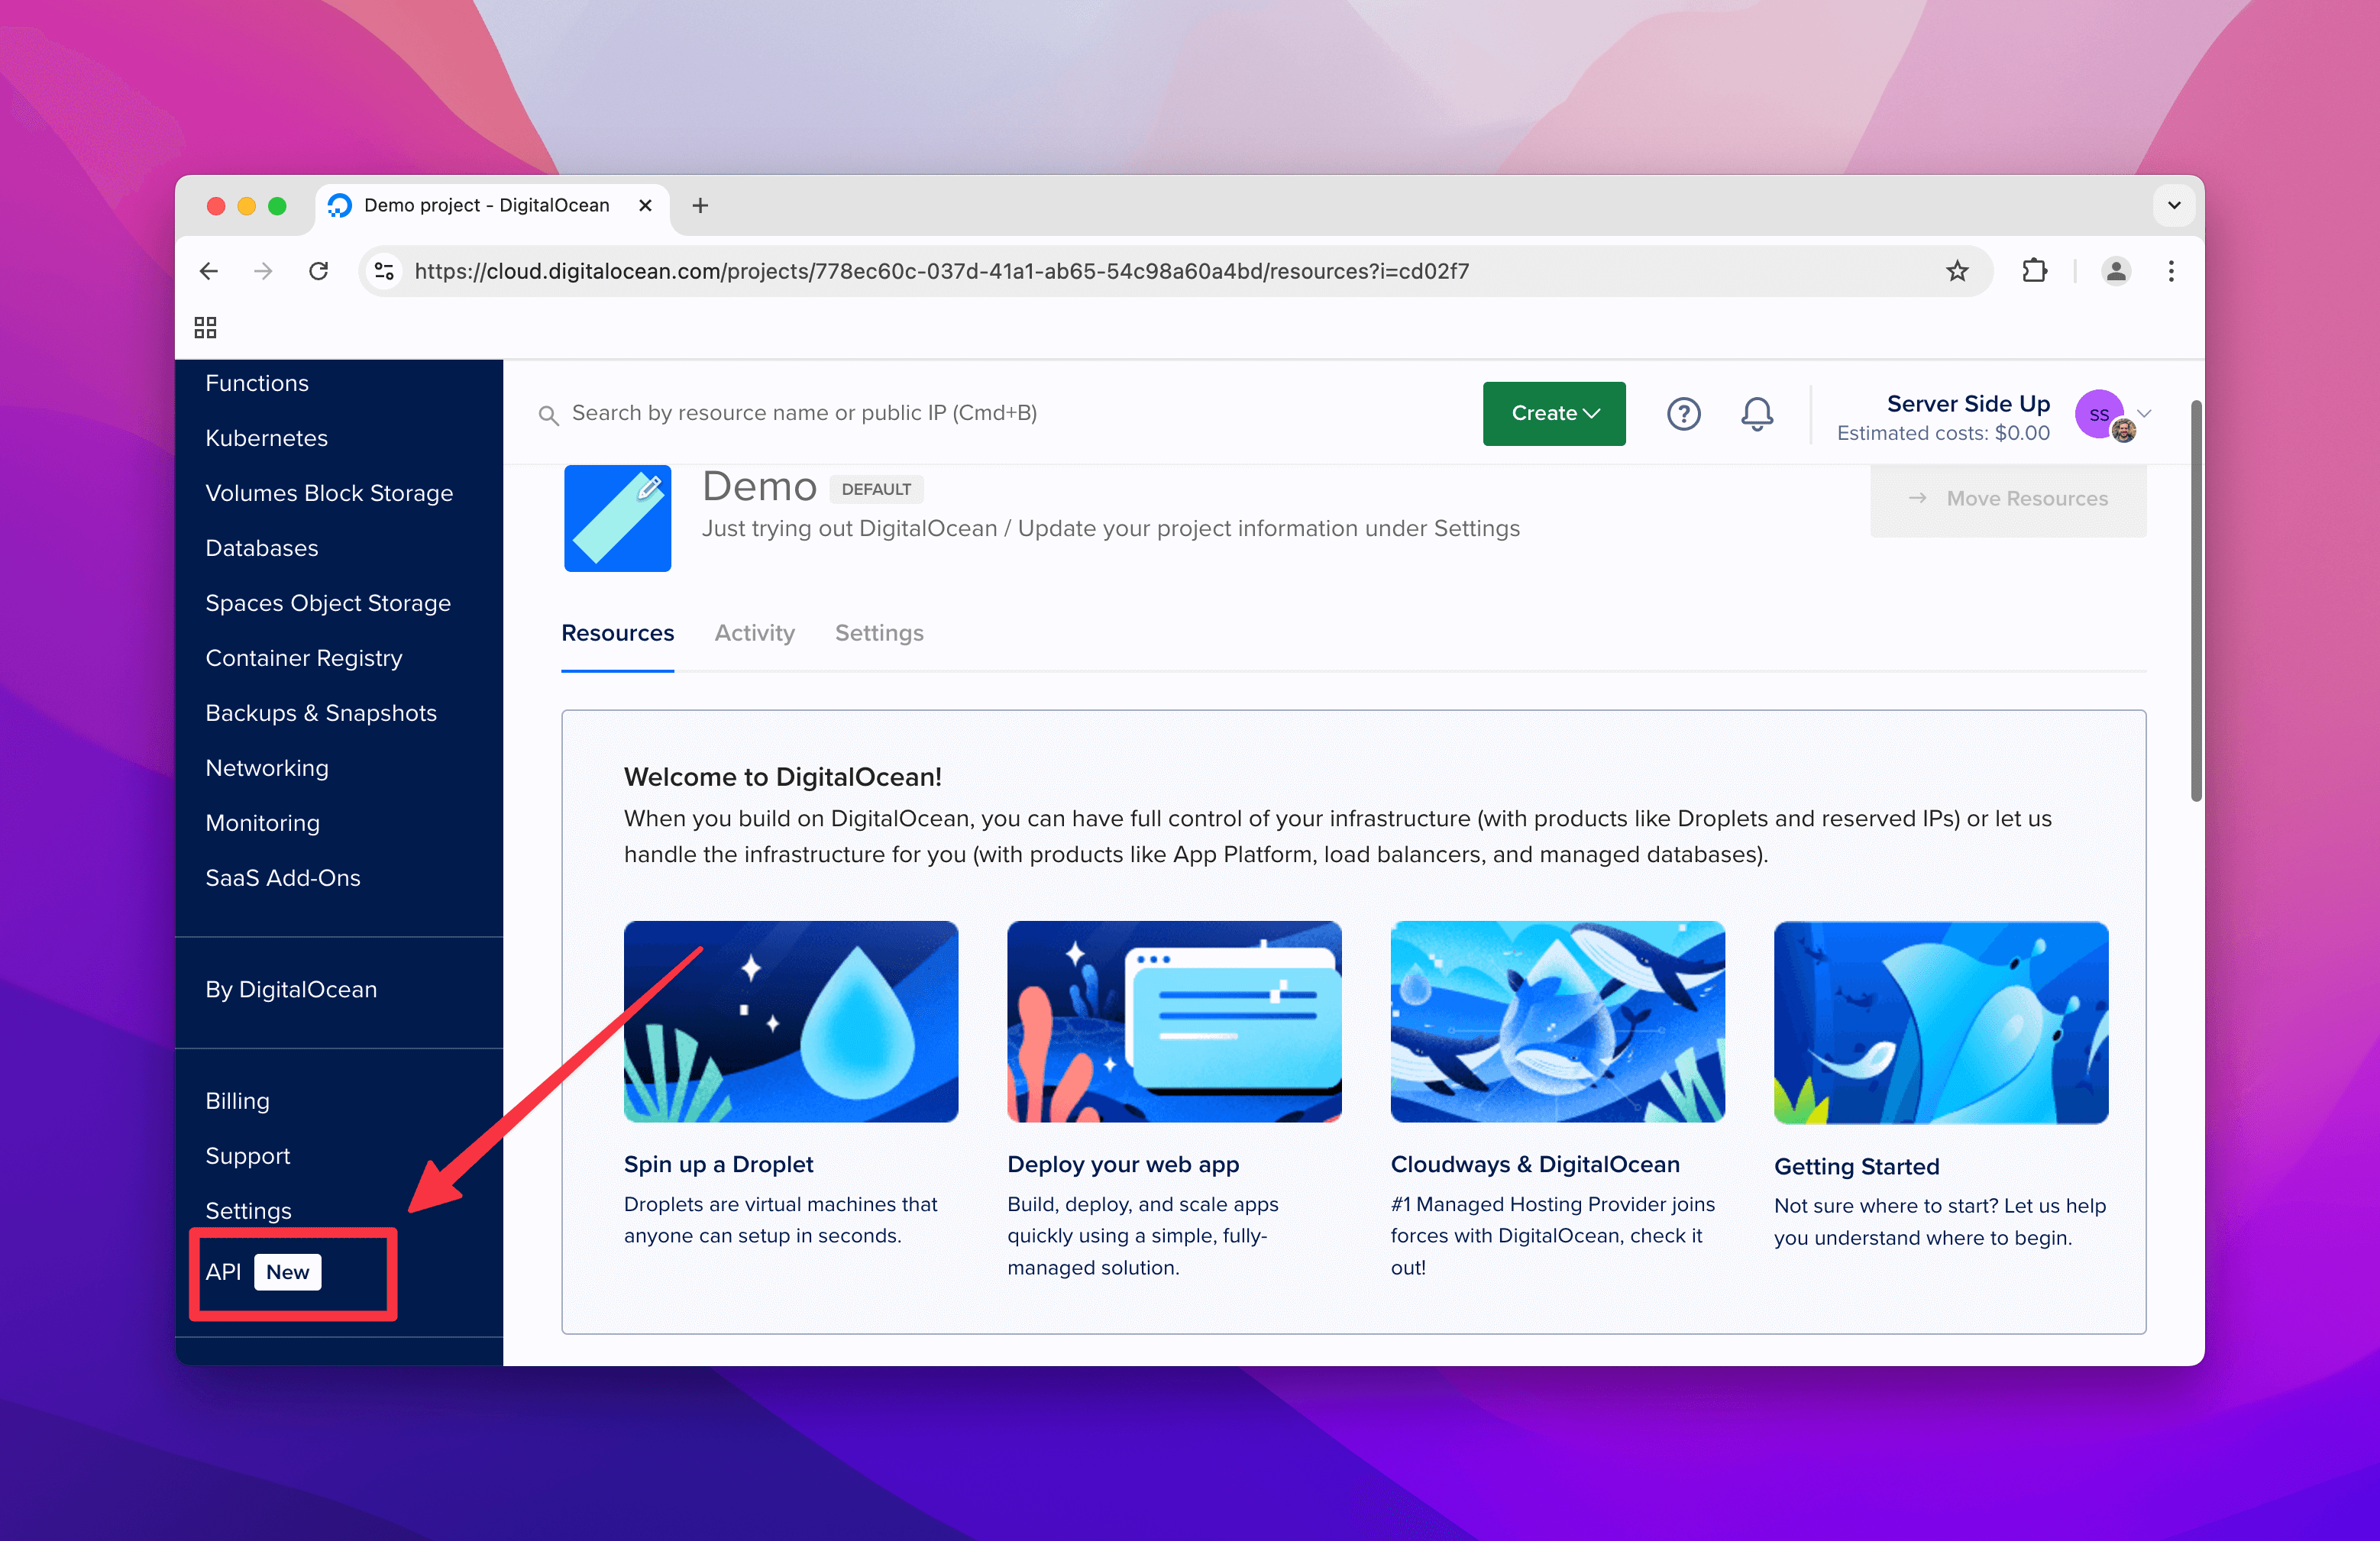 Demo project - DigitalOcean
https://cloud.digitalocean.com/projects/778ec60c-037d-41a1-ab65-54c98a60a4bd/resources?i=cd02f7
Functions
Kubernetes
Volumes Block Storage
Databases
Spaces Object Storage
Container Registry
Backups & Snapshots
Networking
Monitoring
SaaS Add-Ons
By DigitalOcean
Billing
Support
Settings
API New
Search by resource name or public IP (Cmd+B)
Create
Server Side Up
Estimated costs: $0.00
SS
Demo DEFAULT
Just trying out DigitalOcean / Update your project information under Settings
→ Move Resources
Resources Activity Settings
Welcome to DigitalOcean!
When you build on DigitalOcean, you can have full control of your infrastructure (with products like Droplets and reserved IPs) or let us
handle the infrastructure for you (with products like App Platform, load balancers, and managed databases).
Spin up a Droplet
Droplets are virtual machines that
anyone can setup in seconds.
Deploy your web app
Build, deploy, and scale apps
quickly using a simple, fully-
managed solution.
Cloudways & DigitalOcean
#1 Managed Hosting Provider joins
forces with DigitalOcean, check it
out!
Getting Started
Not sure where to start? Let us help
you understand where to begin.